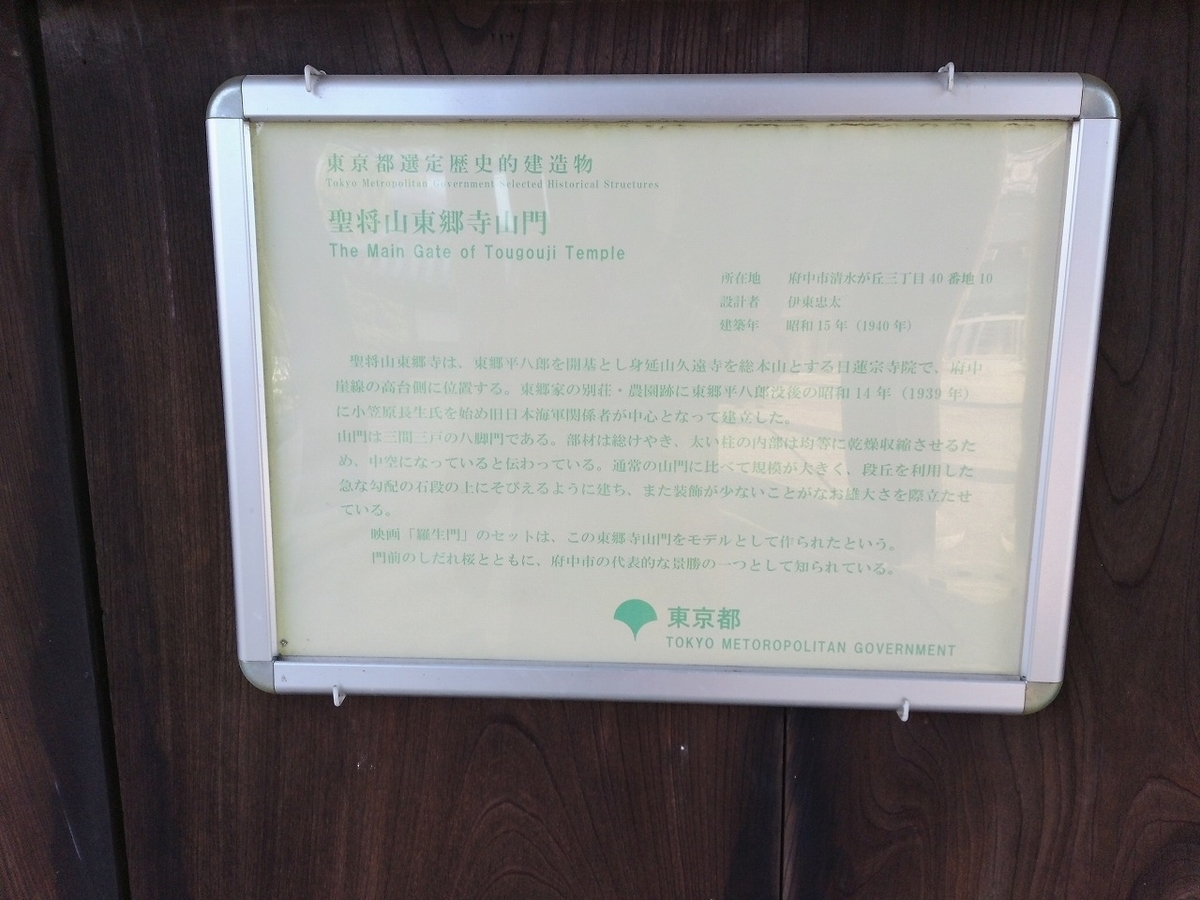 東京都選定歴史的建造物
Tokyo Metropolitan Government Selected Historical Structures
聖将山東郷寺山門
The Main Gate of Tougouji Temple
所在地　府中市清水が丘三丁目 40 番地 10
設計者　伊東忠太
建築年　昭和 15 年（1940 年）
聖将山東郷寺は、東郷平八郎を開基とし身延山久遠寺を総本山とする日蓮宗寺院で、府中
崖線の高台側に位置する。東郷家の別荘・農園跡に東郷平八郎没後の昭和 14 年（1939 年）
に小笠原長生氏を始め旧日本海軍関係者が中心となって建立した。
山門は三間三戸の八脚門である。部材は総けやき、太い柱の内部は均等に乾燥収縮させるた
め、中空になっていると伝わっている。通常の山門に比べて規模が大きく、段丘を利用した
急な勾配の石段の上にそびえるように建ち、また装飾が少ないことがなお雄大さを際立たせ
ている。
映画「羅生門」のセットは、この東郷寺山門をモデルとして作られたという。
門前のしだれ桜とともに、府中市の代表的な景勝の一つとして知られている。
東京都
TOKYO METOROPOLITAN GOVERNMENT